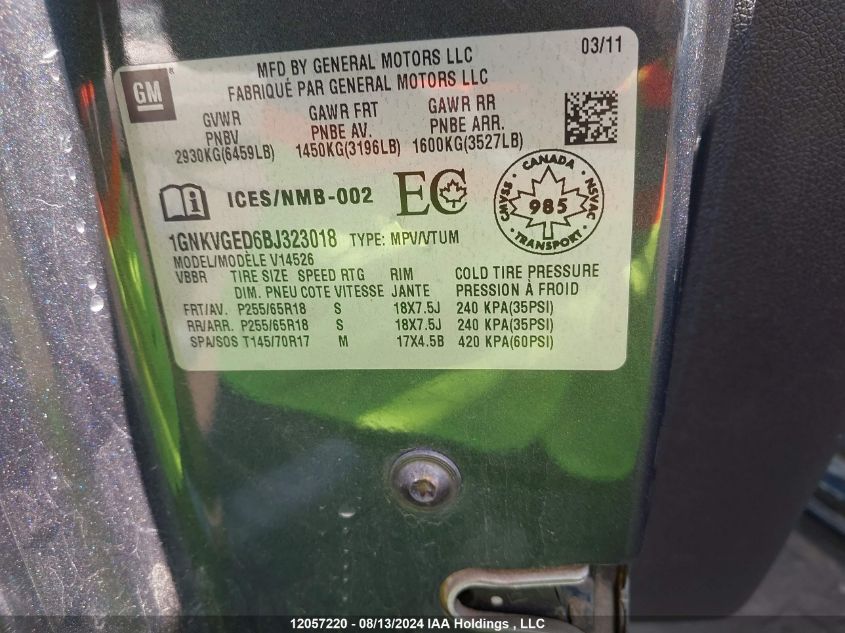 GM
MFD BY GENERAL MOTORS LLC
FABRIQUÉ PAR GENERAL MOTORS LLC
03/11
GVWR GAWR FRT GAWR RR
PNBV PNBE AV. PNBE ARR.
2930KG(6459LB) 1450KG(3196LB) 1600KG(3527LB)
ICES/NMB-002
EC
CANADA
CMVSS 985 NSVAC
TRANSPORT
1GNKVGED6BJ323018 TYPE: MPV/VTUM
MODEL/MODÈLE V14526
VBBR TIRE SIZE SPEED RTG RIM COLD TIRE PRESSURE
DIM. PNEU COTE VITESSE JANTE PRESSION À FROID
FRT/AV. P255/65R18 S 18X7.5J 240 KPA(35PSI)
RR/ARR. P255/65R18 S 18X7.5J 240 KPA(35PSI)
SPA/SOS T145/70R17 M 17X4.5B 420 KPA(60PSI)
12057220 - 08/13/2024 IAA Holdings , LLC